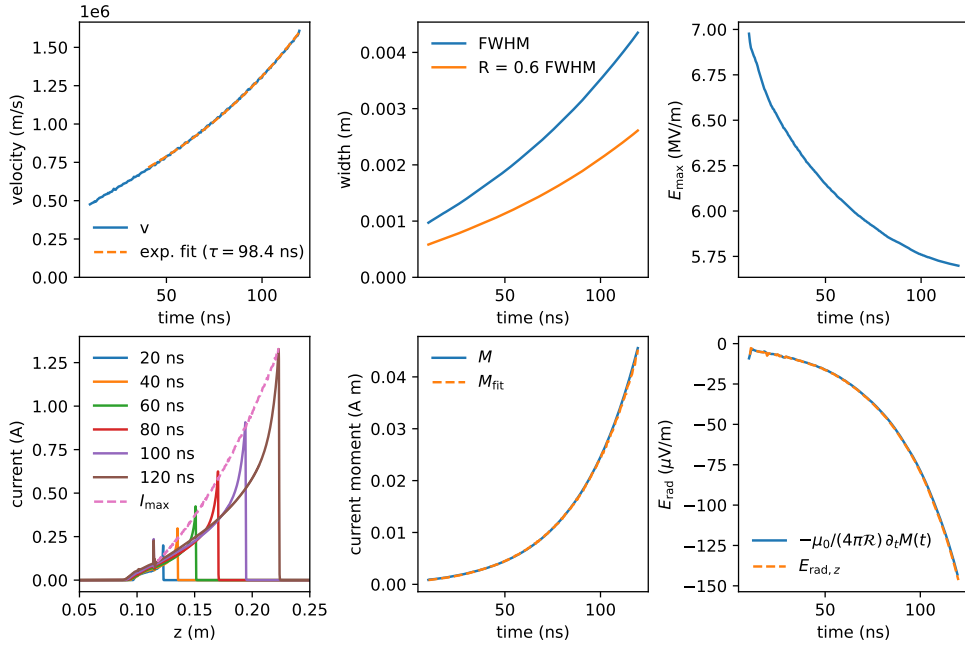 1e6
velocity (m/s)
1.50
1.25
1.00
0.75
0.50
0.25
0.00
v
exp. fit (τ = 98.4 ns)
50
100
time (ns)
width (m)
0.004
0.003
0.002
0.001
0.000
FWHM
R = 0.6 FWHM
50
100
time (ns)
E_max (MV/m)
7.00
6.75
6.50
6.25
6.00
5.75
50
100
time (ns)
current (A)
1.25
1.00
0.75
0.50
0.25
0.00
20 ns
40 ns
60 ns
80 ns
100 ns
120 ns
I_max
0.05
0.10
0.15
0.20
0.25
z (m)
current moment (A m)
0.04
0.03
0.02
0.01
0.00
M
M_fit
50
100
time (ns)
E_rad (μV/m)
0
−25
−50
−75
−100
−125
−150
−μ₀/(4πℛ) ∂_tM(t)
E_rad, z
50
100
time (ns)